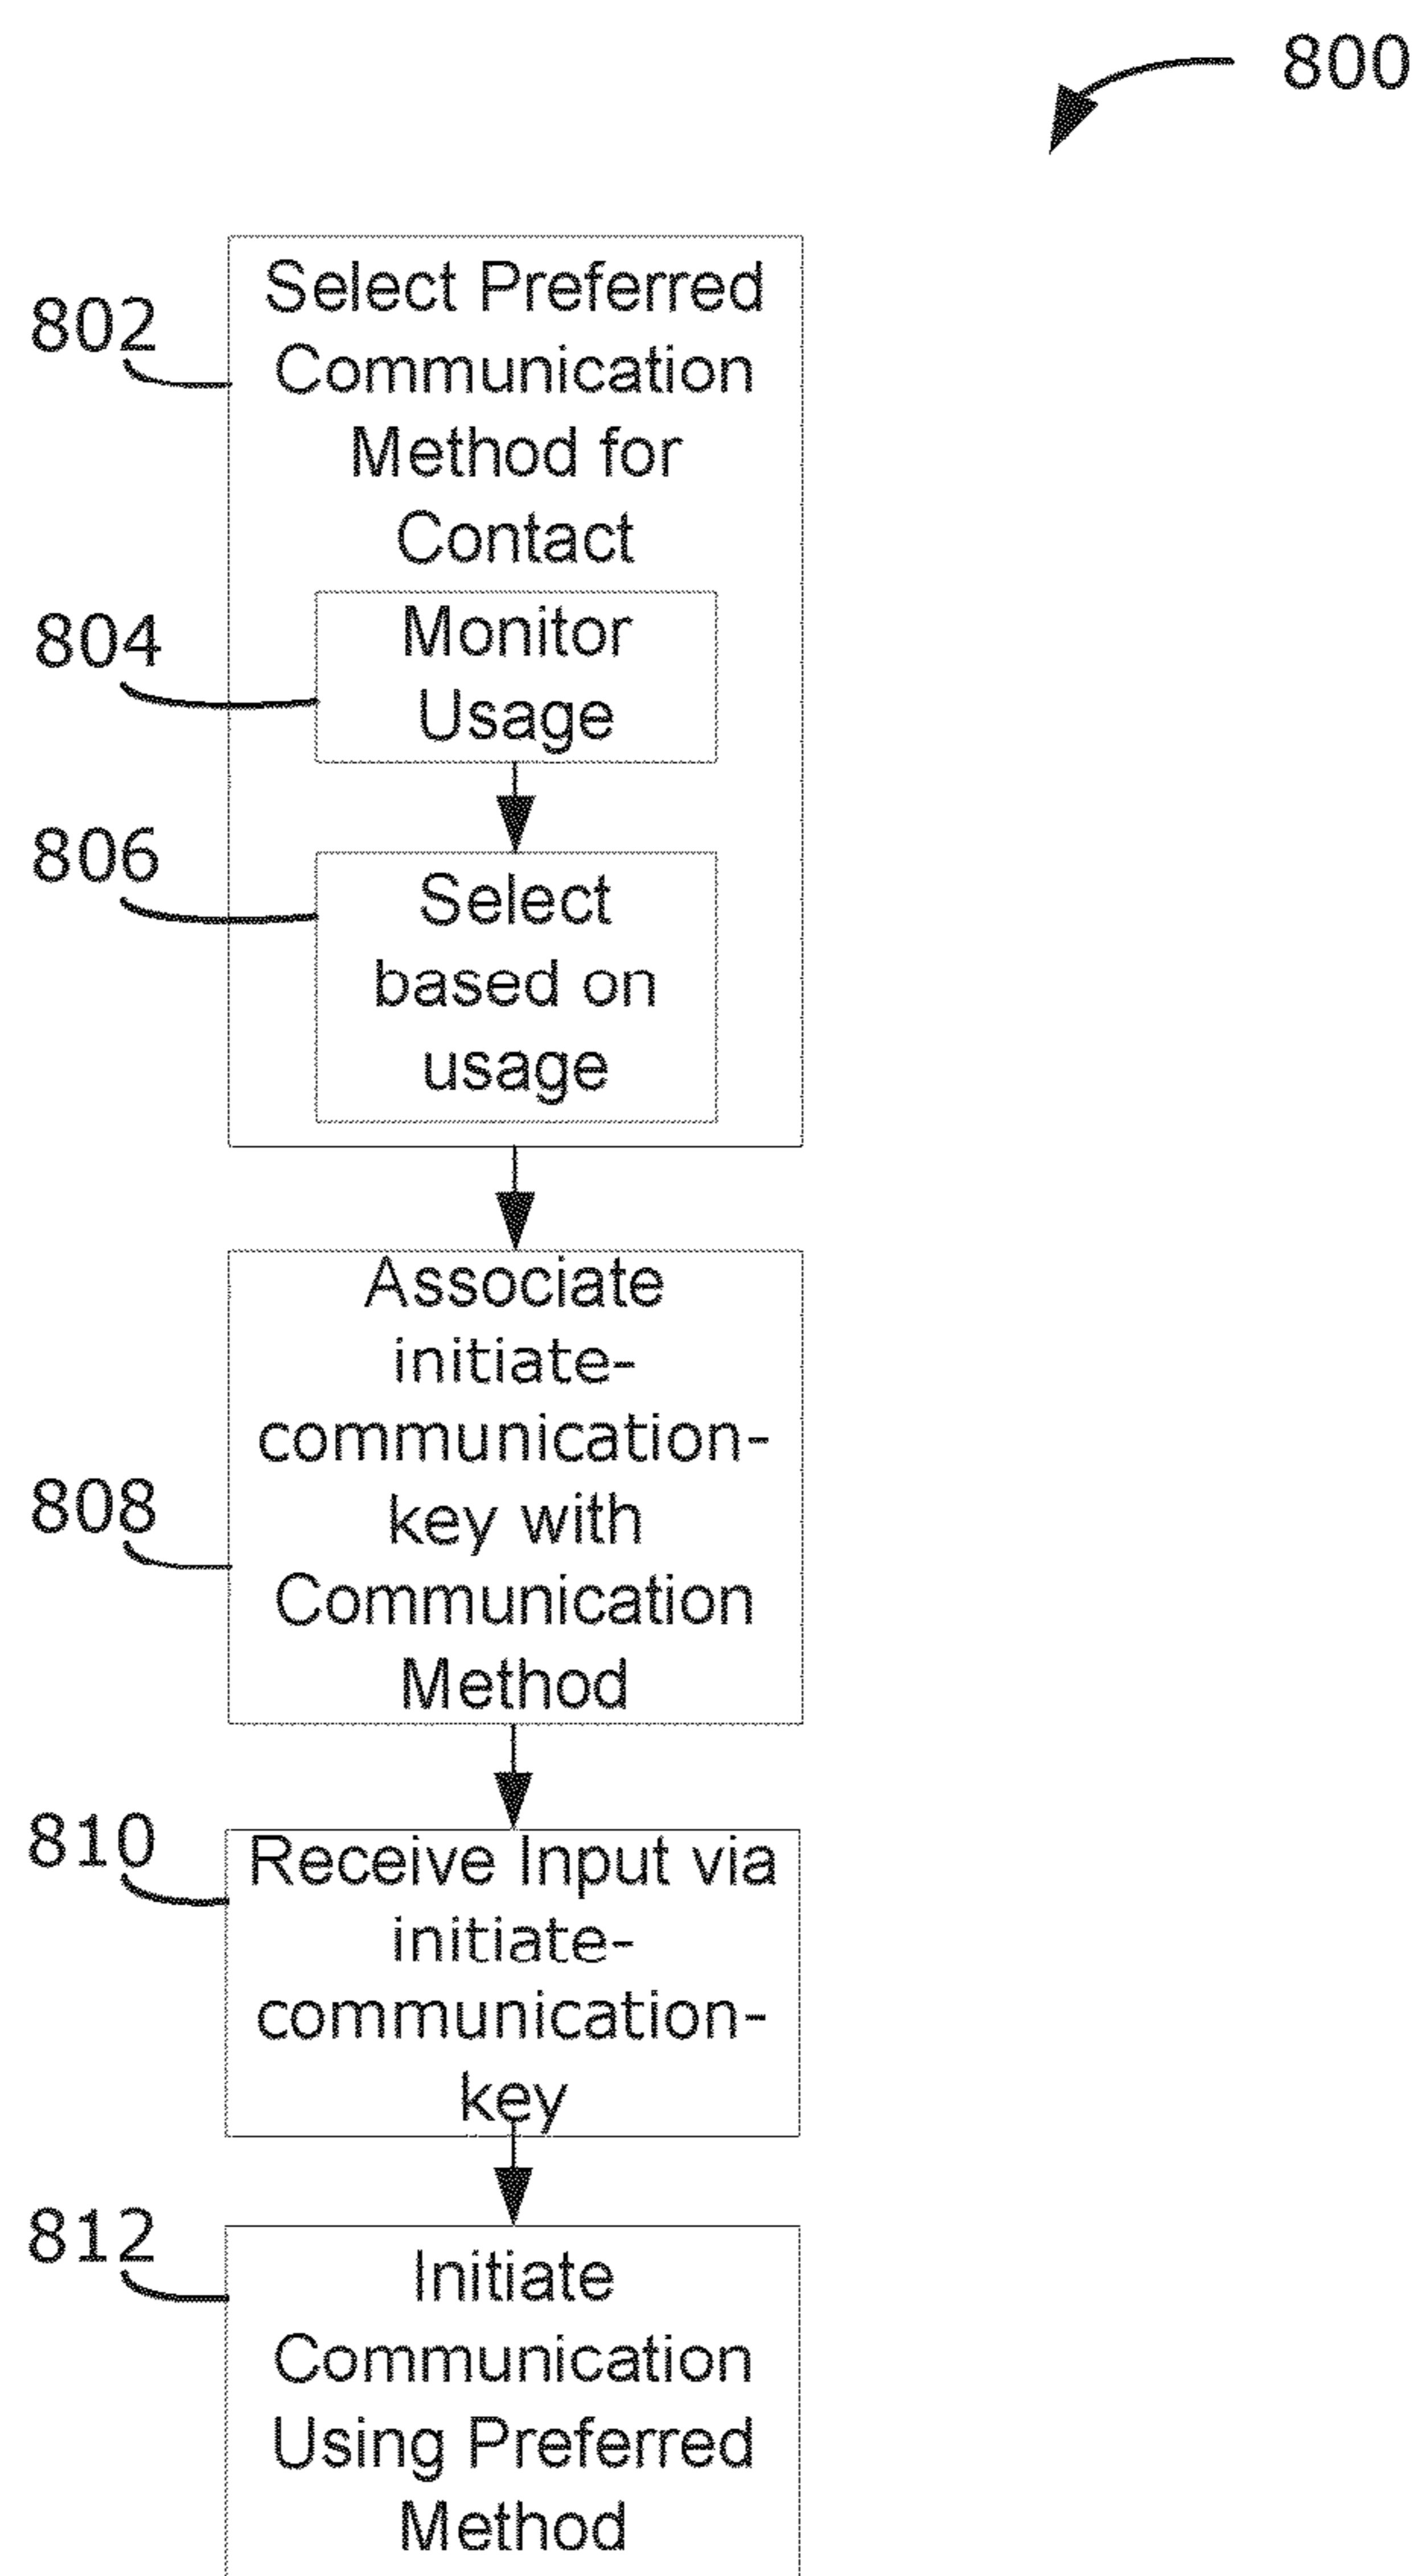 800
802
Select Preferred
Communication
Method for
Contact
804
Monitor
Usage
806
Select
based on
usage
808
Associate
initiate-
communication-
key with
Communication
Method
810
Receive Input via
initiate-
communication-
key
812
Initiate
Communication
Using Preferred
Method